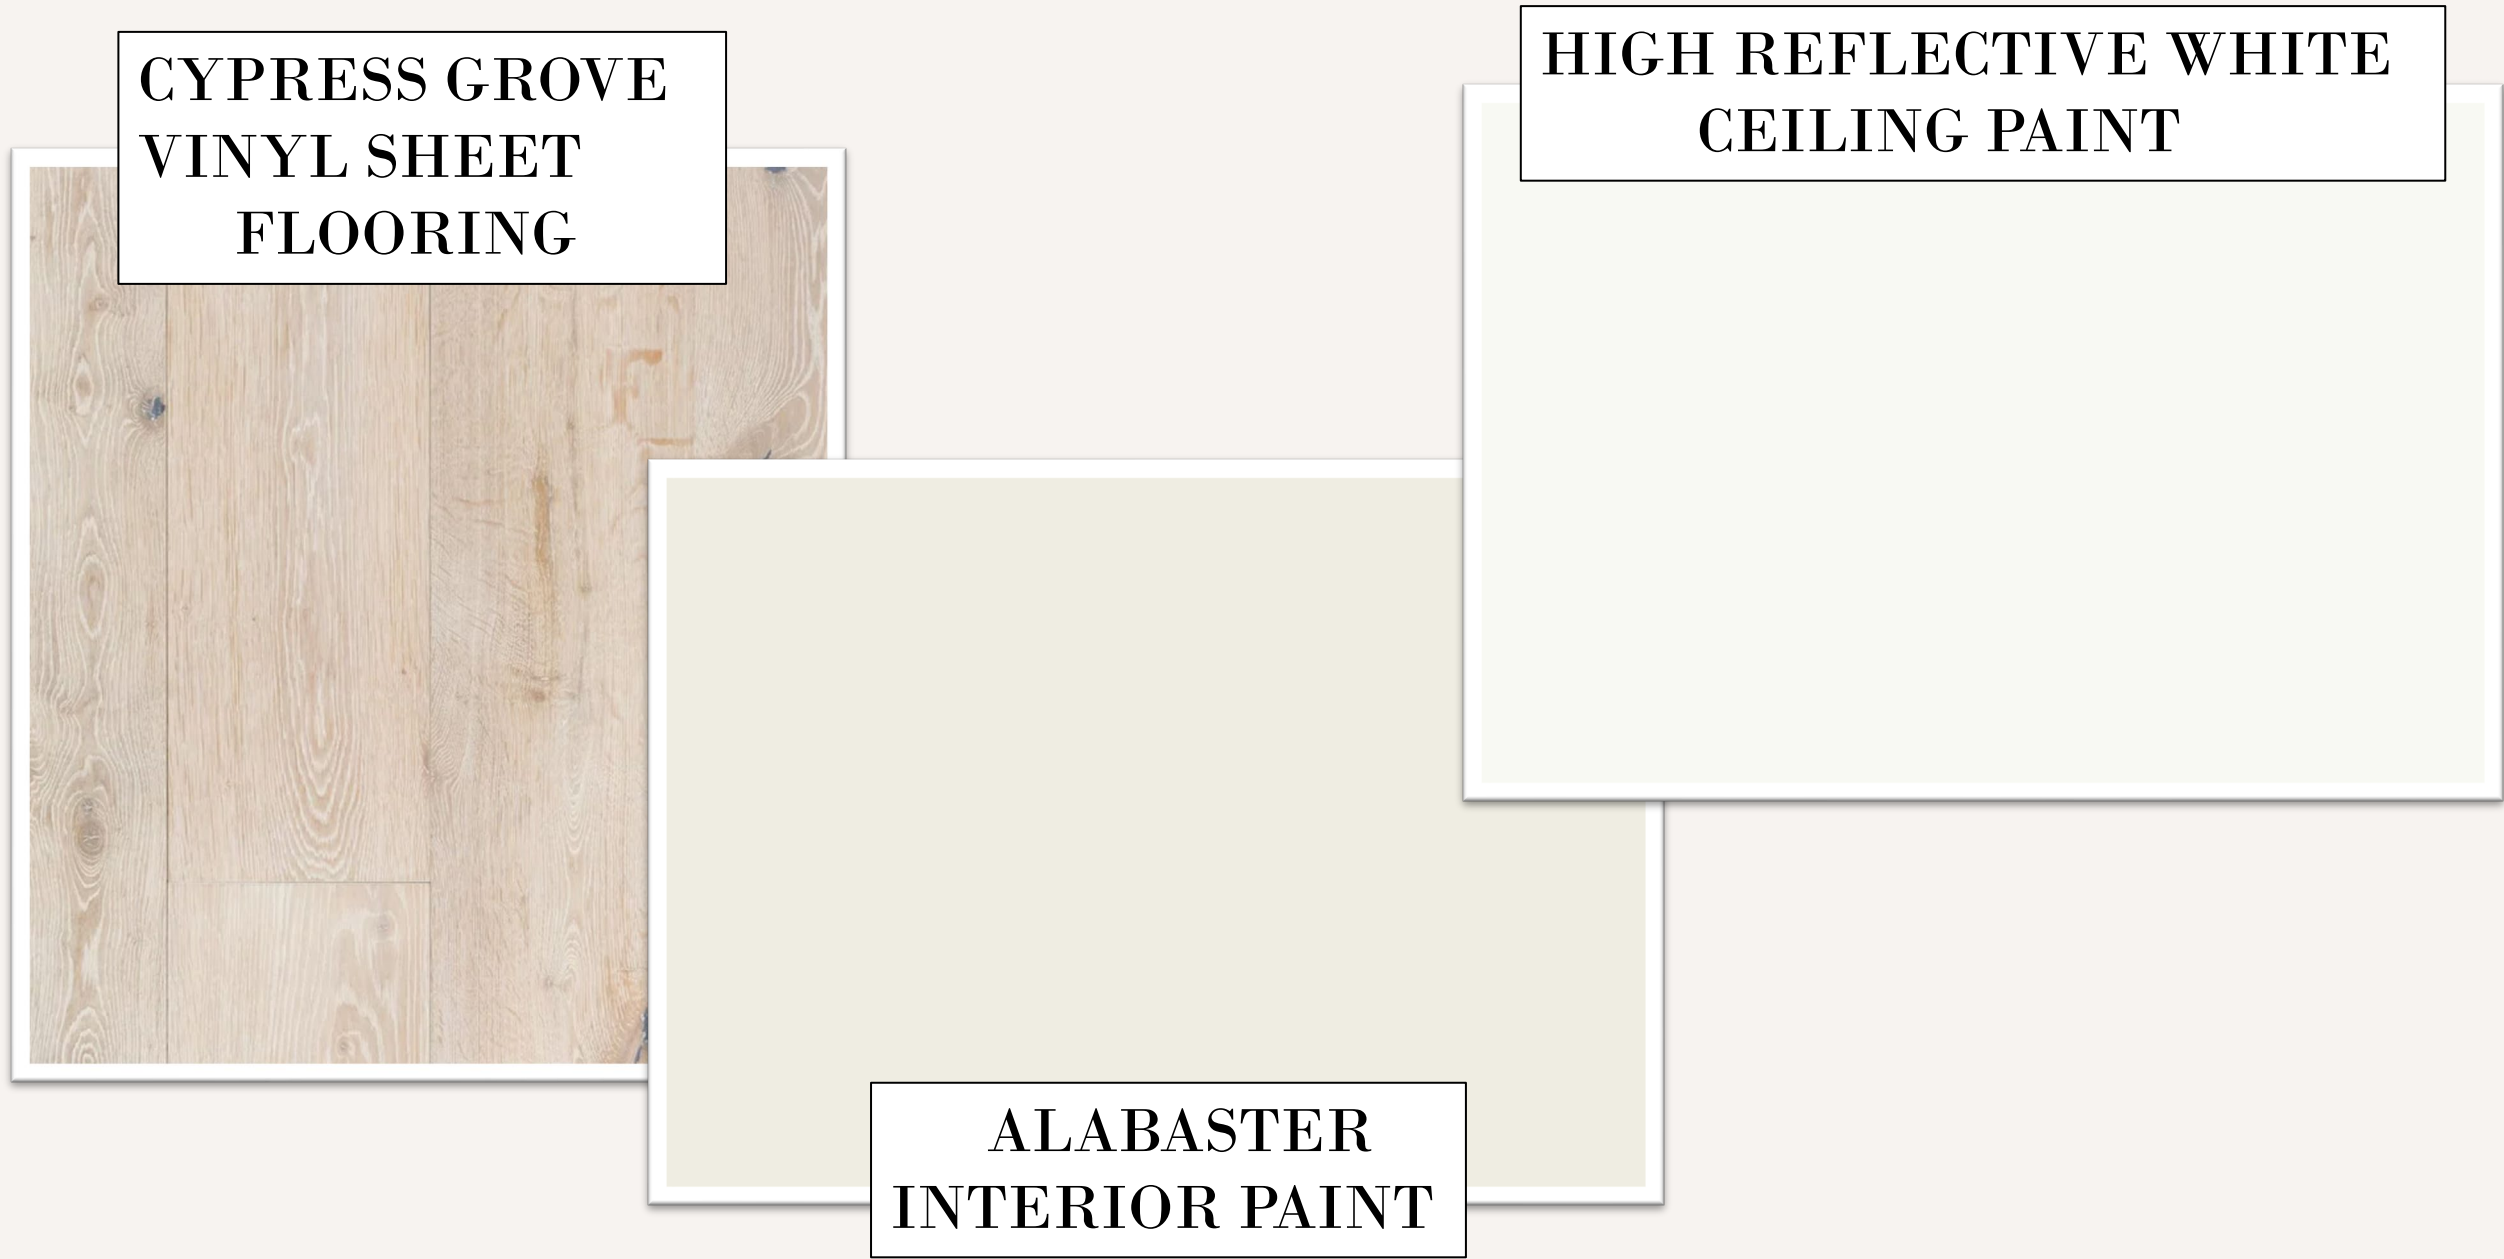 CYPRESS GROVE
VINYL SHEET
FLOORING
HIGH REFLECTIVE WHITE
CEILING PAINT
ALABASTER
INTERIOR PAINT